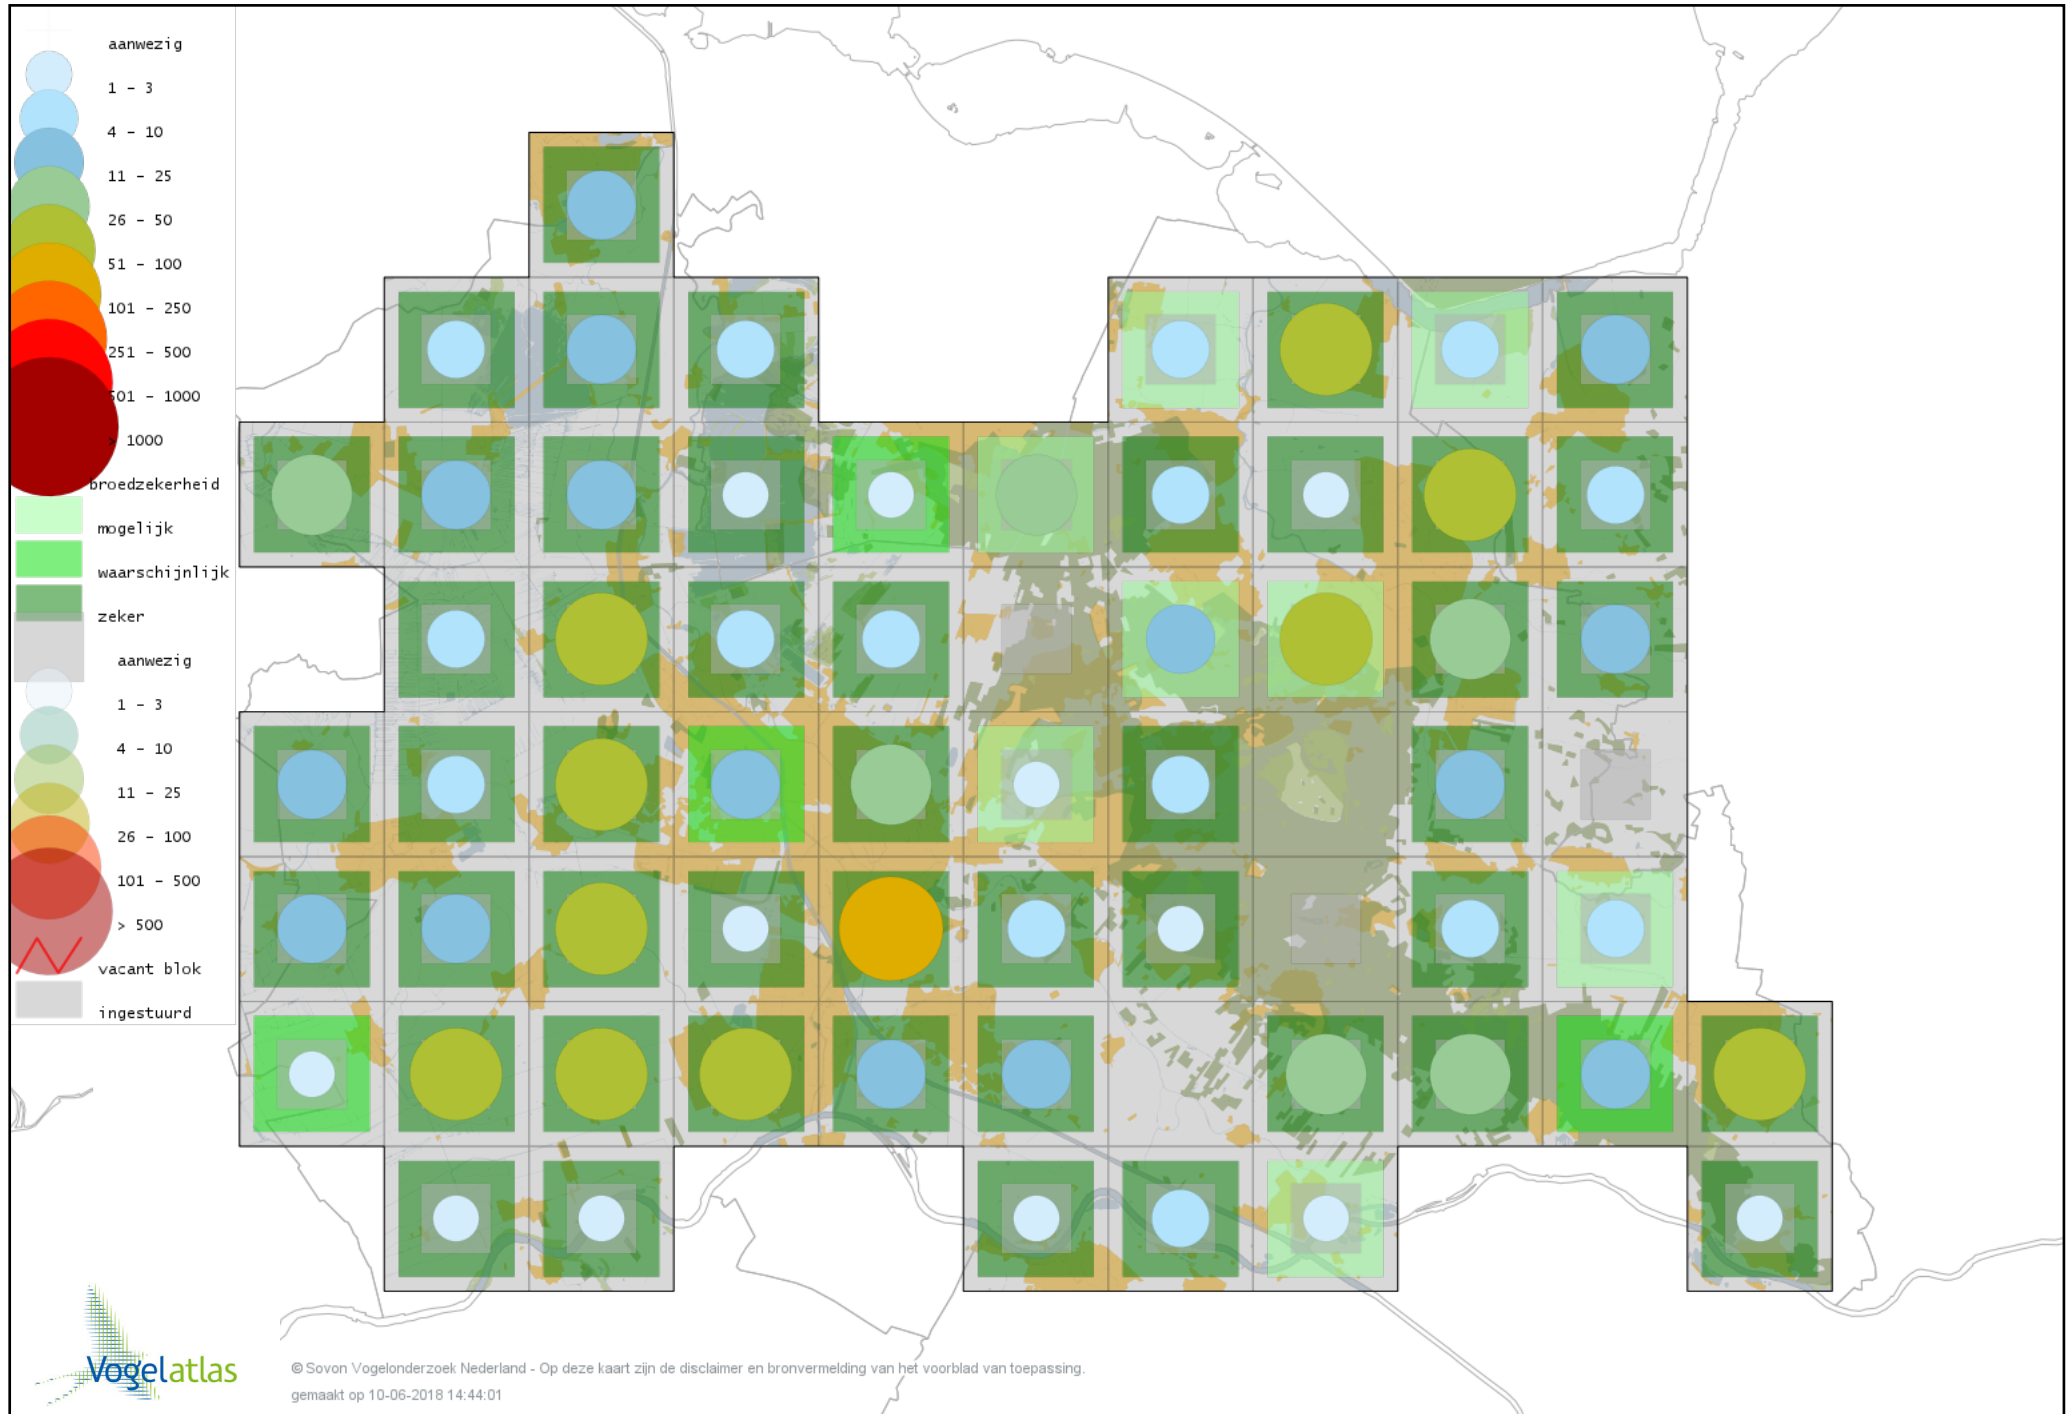 aanwezig
1 - 3
4 - 10
11 - 25
26 - 50
51 - 100
101 - 250
251 - 500
501 - 1000
> 1000
broedzekerheid
mogelijk
waarschijnlijk
zeker
aanwezig
1 - 3
4 - 10
11 - 25
26 - 100
101 - 500
> 500
vacant blok
ingestuurd
Vogelatlas
© Sovon Vogelonderzoek Nederland - Op deze kaart zijn de disclaimer en bronvermelding van het voorblad van toepassing.
gemaakt op 10-06-2018 14:44:01